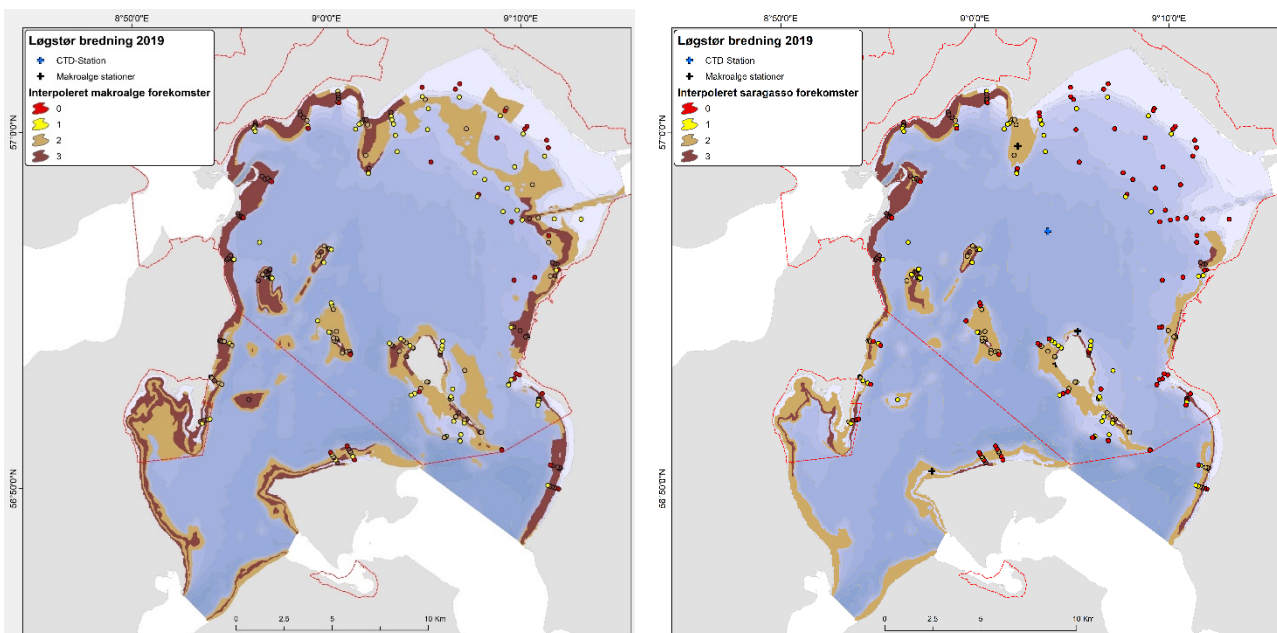 8°50'0"E
9°0'0"E
9°10'0"E
Løgstør bredning 2019
CTD-Station
Makroalge stationer
Interpoleret makroalge forekomster
0
1
2
3
57°0'0"N
56°50'0"N
0
2.5
5
10 Km
8°50'0"E
9°0'0"E
9°10'0"E
Løgstør bredning 2019
CTD-Station
Makroalge stationer
Interpoleret saragasso forekomster
0
1
2
3
57°0'0"N
56°50'0"N
0
2.5
5
10 Km